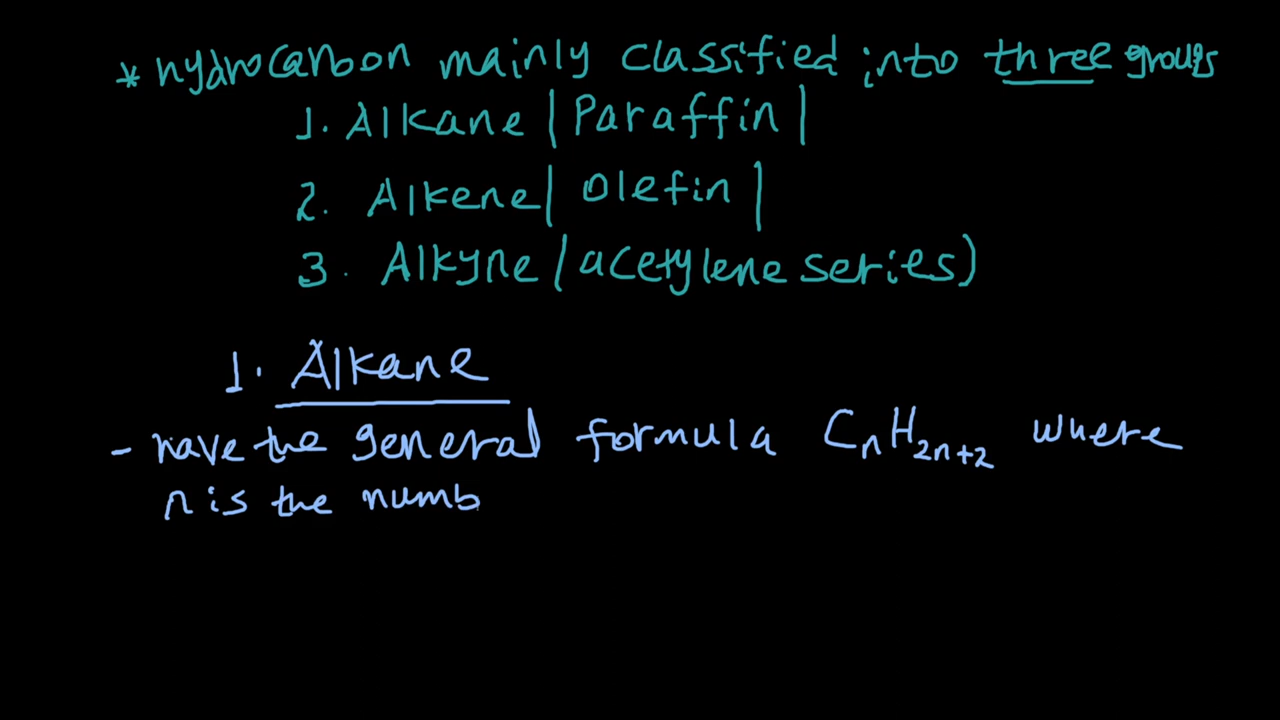 * hydrocarbon mainly classified into three groups
1. Alkane | Paraffin |
2. Alkene | Olefin |
3. Alkyne (acetylene series)
1. Alkane
- have the general formula CₙH₂ₙ₊₂ where
n is the numb